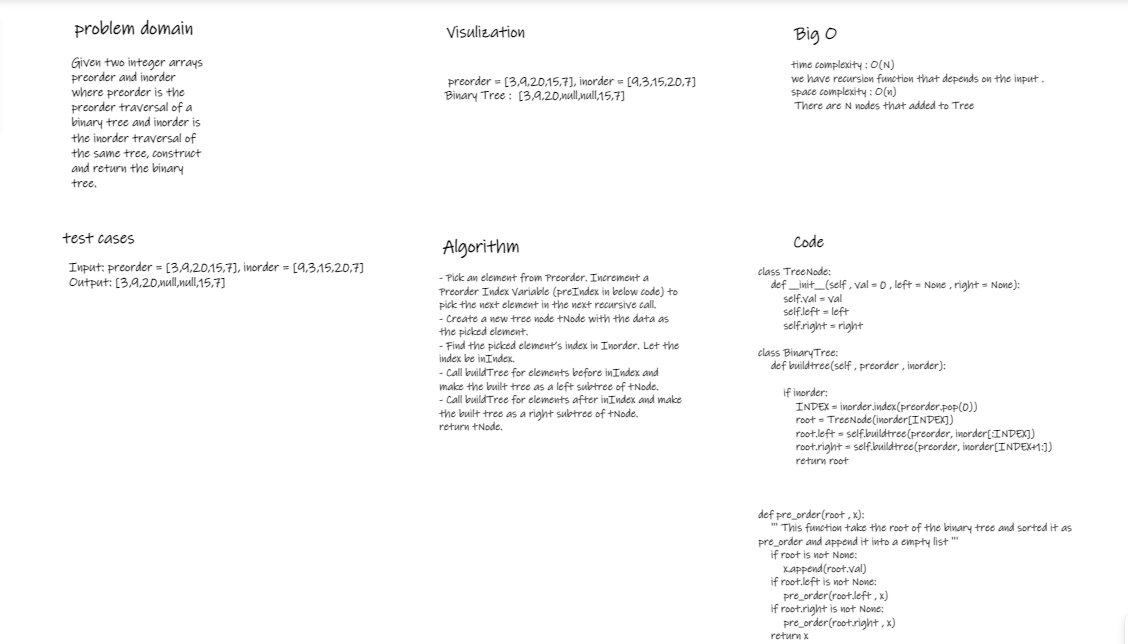 problem domain
Given two integer arrays
preorder and inorder
where preorder is the
preorder traversal of a
binary tree and inorder is
the inorder traversal of
the same tree, construct
and return the binary
tree.
Visulization
preorder = [3,9,20,15,7], inorder = [9,3,15,20,7]
Binary Tree : [3,9,20,null,null,15,7]
Big O
time complexity : O(N)
we have recursion function that depends on the input .
space complexity : O(n)
There are N nodes that added to Tree
test cases
Input: preorder = [3,9,20,15,7], inorder = [9,3,15,20,7]
Output: [3,9,20,null,null,15,7]
Algorithm
- Pick an element from Preorder. Increment a
Preorder Index Variable (preIndex in below code) to
pick the next element in the next recursive call.
- Create a new tree node tNode with the data as
the picked element.
- Find the picked element's index in Inorder. Let the
index be inIndex.
- Call buildTree for elements before inIndex and
make the built tree as a left subtree of tNode.
- Call buildTree for elements after inIndex and make
the built tree as a right subtree of tNode.
return tNode.
Code
class TreeNode:
def __init__(self , val = 0 , left = None , right = None):
self.val = val
self.left = left
self.right = right
class BinaryTree:
def buildtree(self , preorder , inorder):
if inorder:
INDEX = inorder.index(preorder.pop(0))
root = TreeNode(inorder[INDEX])
root.left = self.buildtree(preorder, inorder[:INDEX])
root.right = self.buildtree(preorder, inorder[INDEX+1:])
return root
def pre_order(root , x):
''' This function take the root of the binary tree and sorted it as
pre_order and append it into a empty list '''
if root is not None:
x.append(root.val)
if root.left is not None:
pre_order(root.left , x)
if root.right is not None:
pre_order(root.right , x)
return x